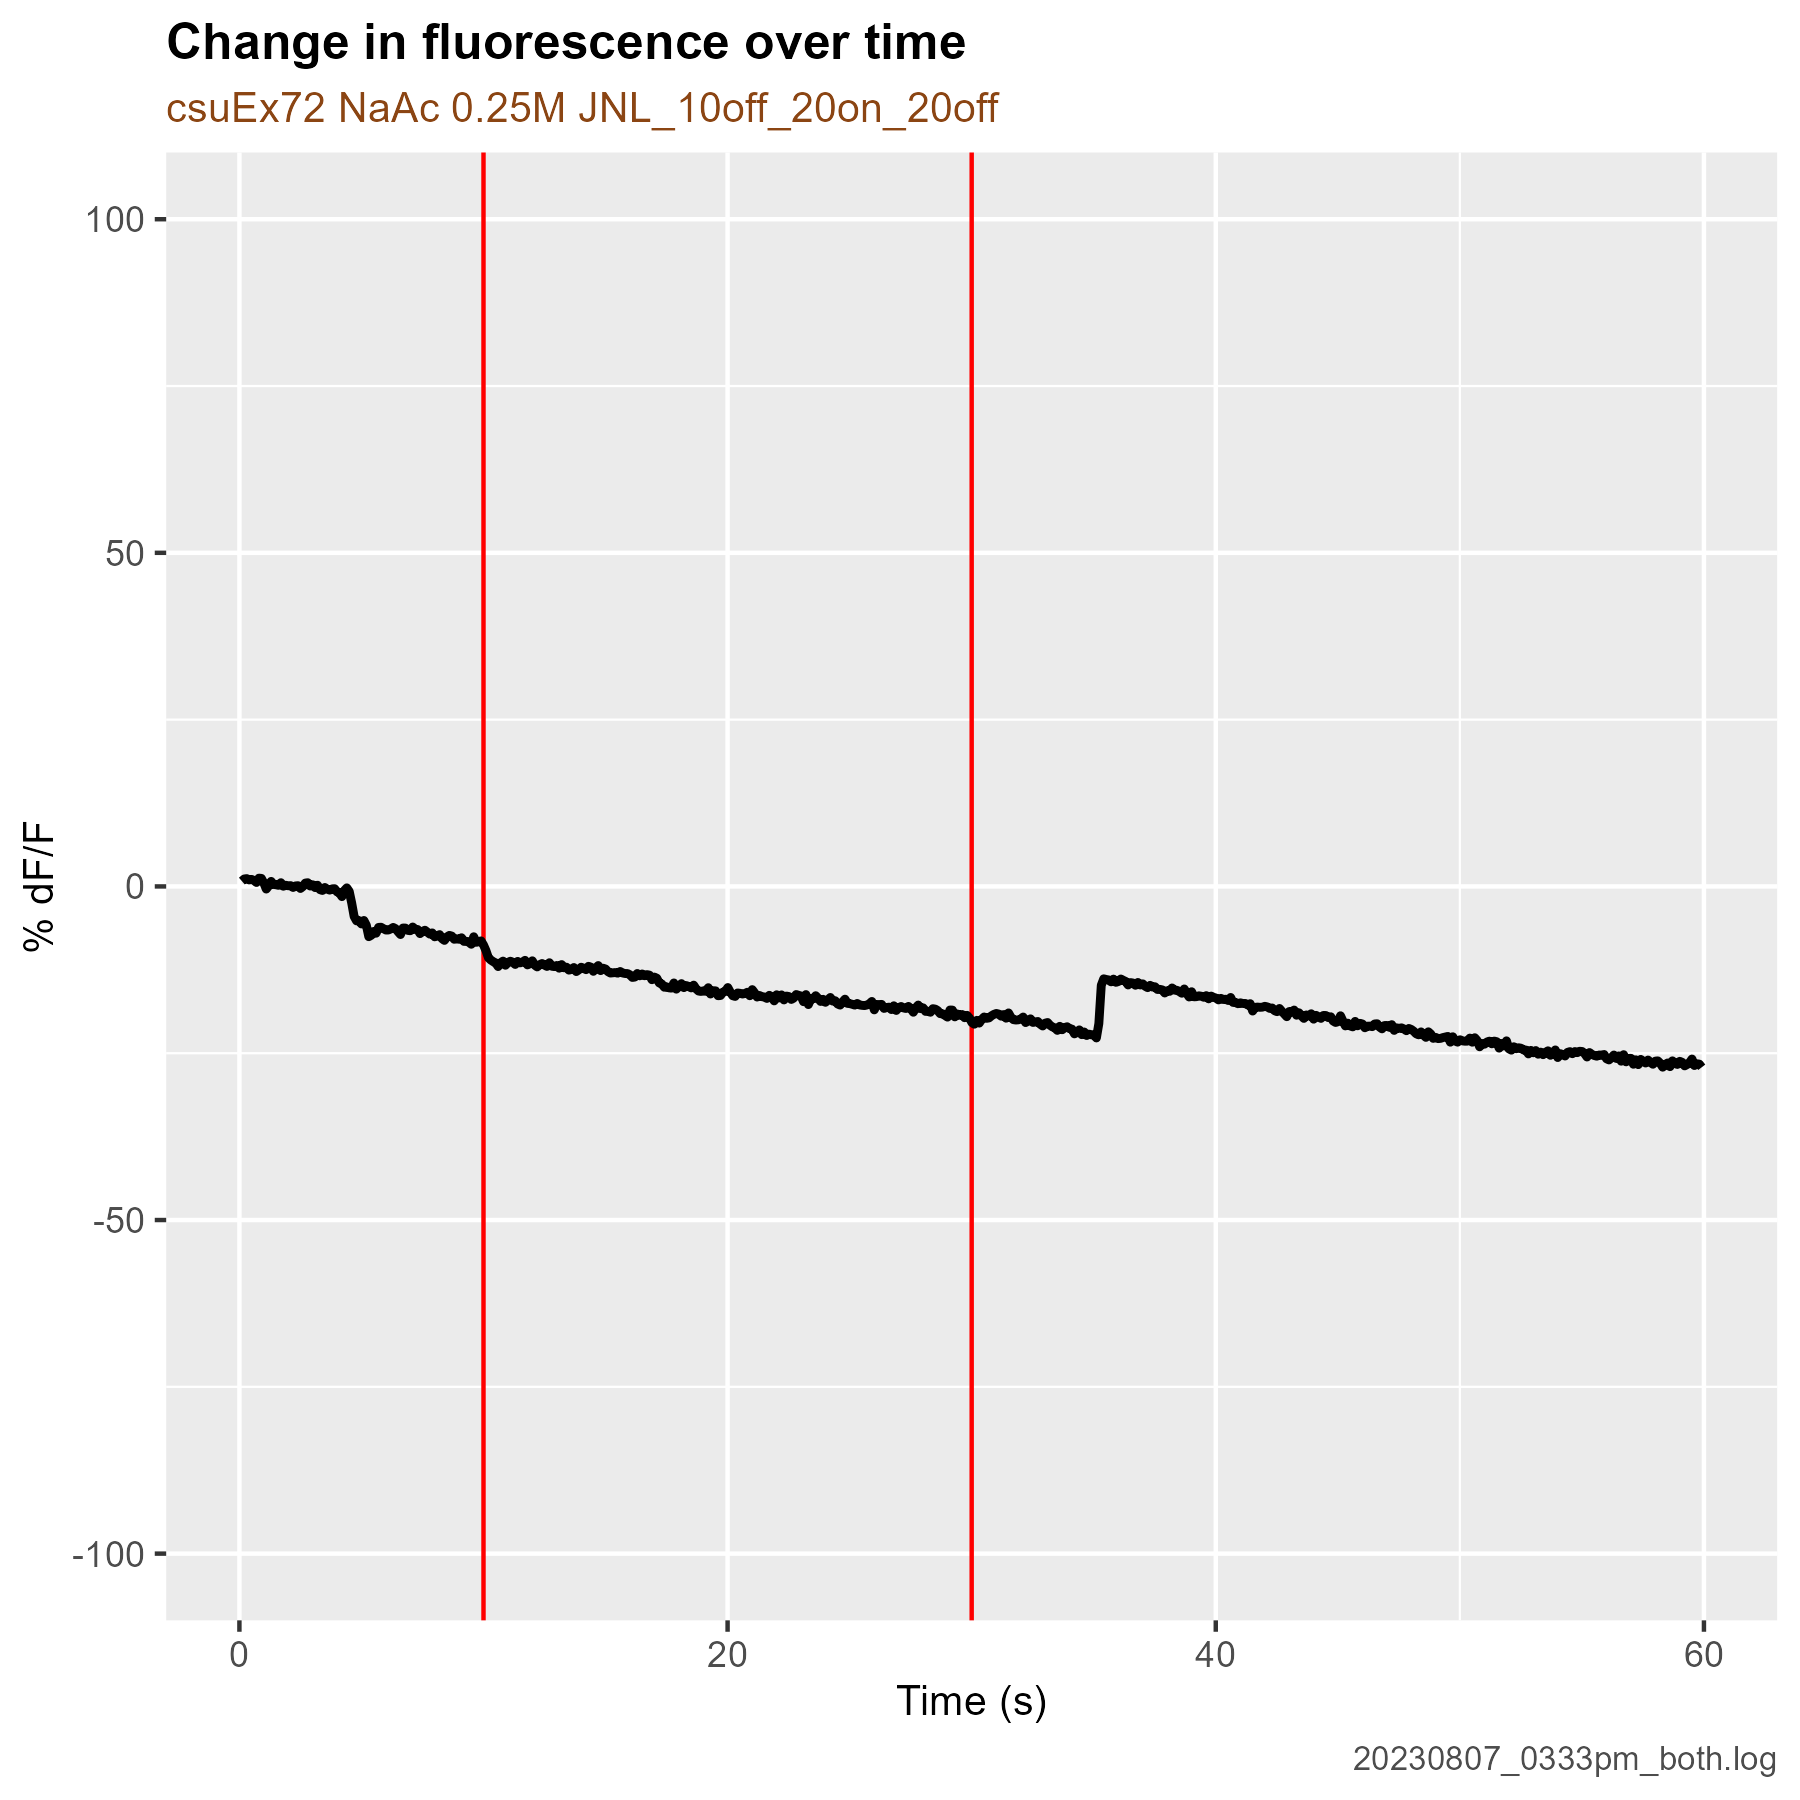 Change in fluorescence over time
csuEx72 NaAc 0.25M JNL_10off_20on_20off
100
50
0
-50
-100
% dF/F
0 20 40 60
Time (s)
20230807_0333pm_both.log